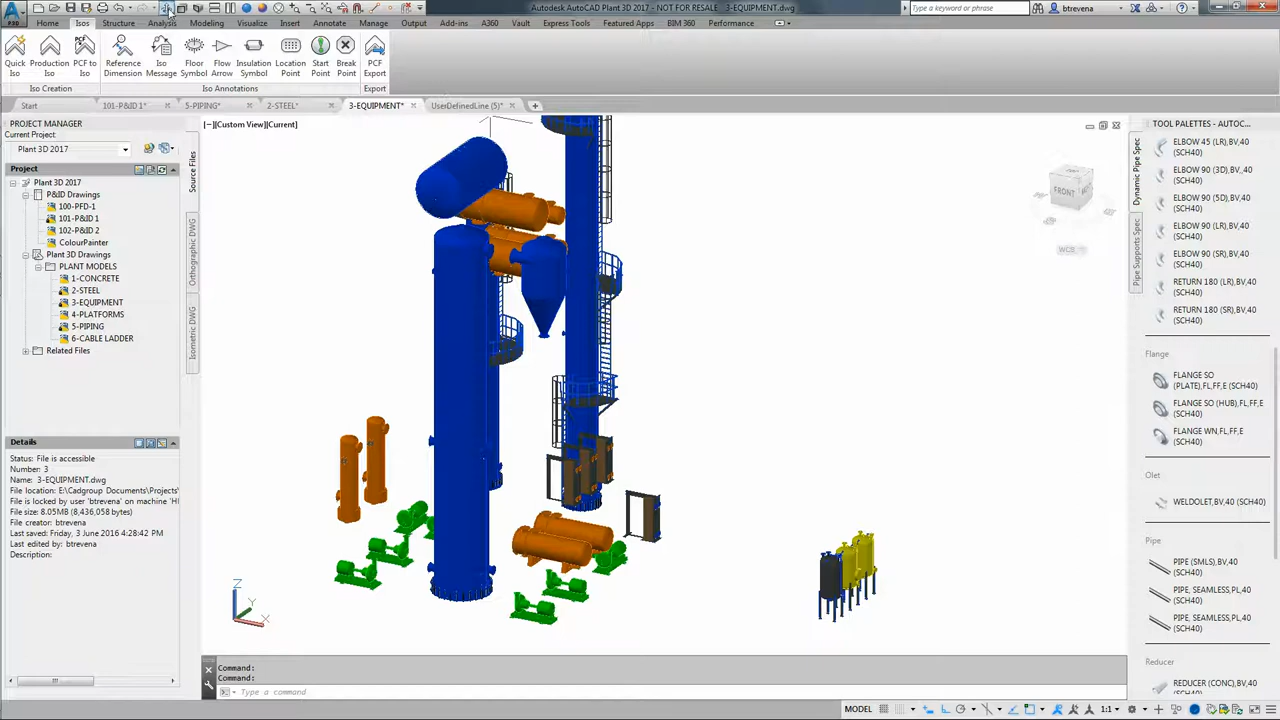 Autodesk AutoCAD Plant 3D 2017 - NOT FOR RESALE 3-EQUIPMENT.dwg
Type a keyword or phrase
btrevena
Home Isos Structure Analysis Modeling Visualize Insert Annotate Manage Output Add-ins A360 Vault Express Tools Featured Apps BIM 360 Performance
Quick Iso
Production Iso
PCF to Iso
Reference Dimension
Iso Message
Floor Symbol
Flow Arrow
Insulation Symbol
Location Point
Start Point
Break Point
PCF Export
Iso Creation
Iso Annotations
Export
Start 101-P&ID 1* 5-PIPING* 2-STEEL* 3-EQUIPMENT* UserDefinedLine (5)*
PROJECT MANAGER
Current Project:
Plant 3D 2017
Project
Plant 3D 2017
P&ID Drawings
100-PFD-1
101-P&ID 1
102-P&ID 2
ColourPainter
Plant 3D Drawings
PLANT MODELS
1-CONCRETE
2-STEEL
3-EQUIPMENT
4-PLATFORMS
5-PIPING
6-CABLE LADDER
Related Files
Source Files
Orthographic DWG
Isometric DWG
Details
Status: File is accessible
Number: 3
Name: 3-EQUIPMENT.dwg
File location: E:\Cadgroup Documents\Projects\
File is locked by user 'btrevena' on machine 'HI
File size: 8.05MB (8,436,058 bytes)
File creator: btrevena
Last saved: Friday, 3 June 2016 4:28:42 PM
Last edited by: btrevena
Description:
[−][Custom View][Current]
FRONT
WCS
Z
Y
X
Command:
Command:
Type a command
MODEL
1:1
TOOL PALETTES - AUTOC...
Dynamic Pipe Spec
Pipe Supports Spec
ELBOW 45 (LR),BV,40
(SCH40)
ELBOW 90 (3D),BV,40
(SCH40)
ELBOW 90 (5D),BV,40
(SCH40)
ELBOW 90 (LR),BV,40
(SCH40)
ELBOW 90 (SR),BV,40
(SCH40)
RETURN 180 (LR),BV,40
(SCH40)
RETURN 180 (SR),BV,40
(SCH40)
Flange
FLANGE SO
(PLATE),FL,FF,E (SCH40)
FLANGE SO (HUB),FL,FF,E
(SCH40)
FLANGE WN,FL,FF,E
(SCH40)
Olet
WELDOLET,BV,40 (SCH40)
Pipe
PIPE (SMLS),BV,40
(SCH40)
PIPE, SEAMLESS,PL,40
(SCH40)
PIPE, SEAMLESS,PL,40
(SCH40)
Reducer
REDUCER (CONC),BV,40